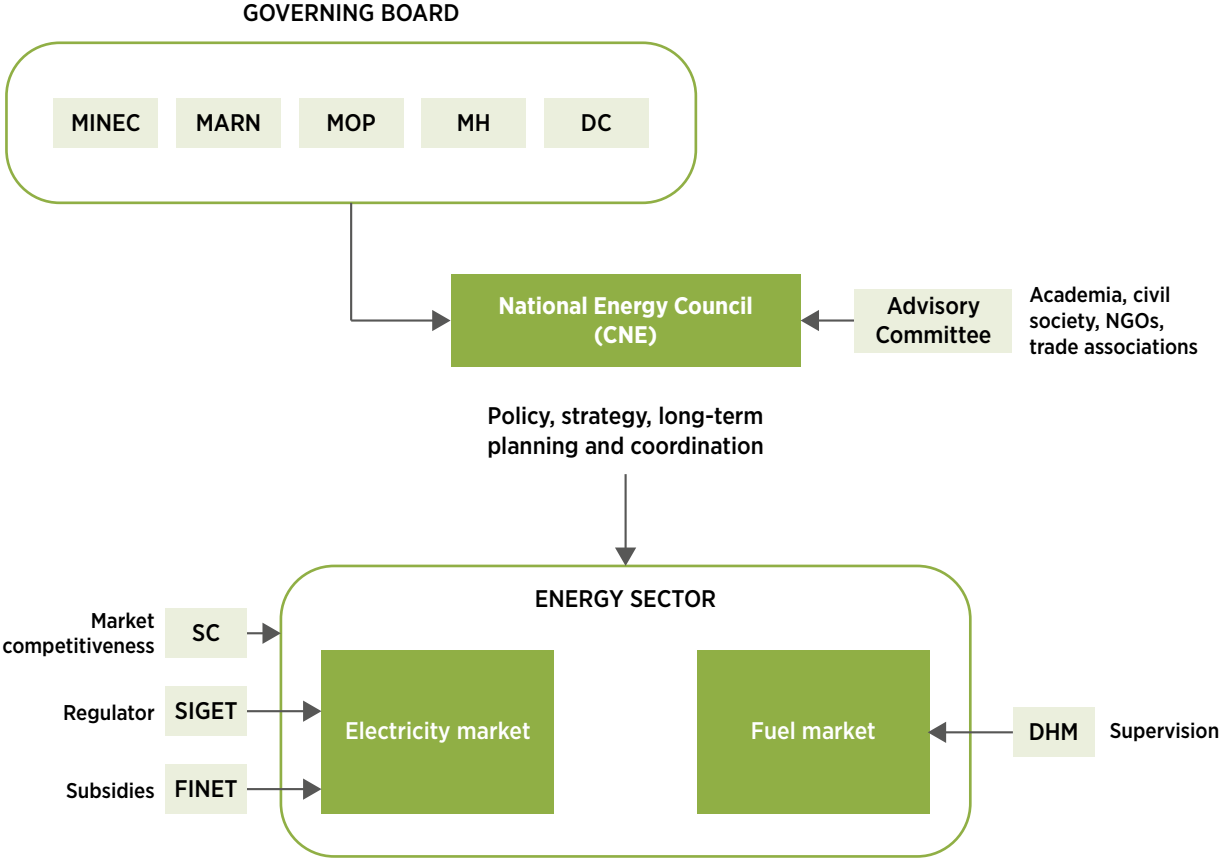 GOVERNING BOARD
MINEC
MARN
MOP
MH
DC
National Energy Council
(CNE)
Advisory
Committee
Academia, civil
society, NGOs,
trade associations
Policy, strategy, long-term
planning and coordination
ENERGY SECTOR
Market
competitiveness
SC
Regulator
SIGET
Subsidies
FINET
Electricity market
Fuel market
DHM
Supervision